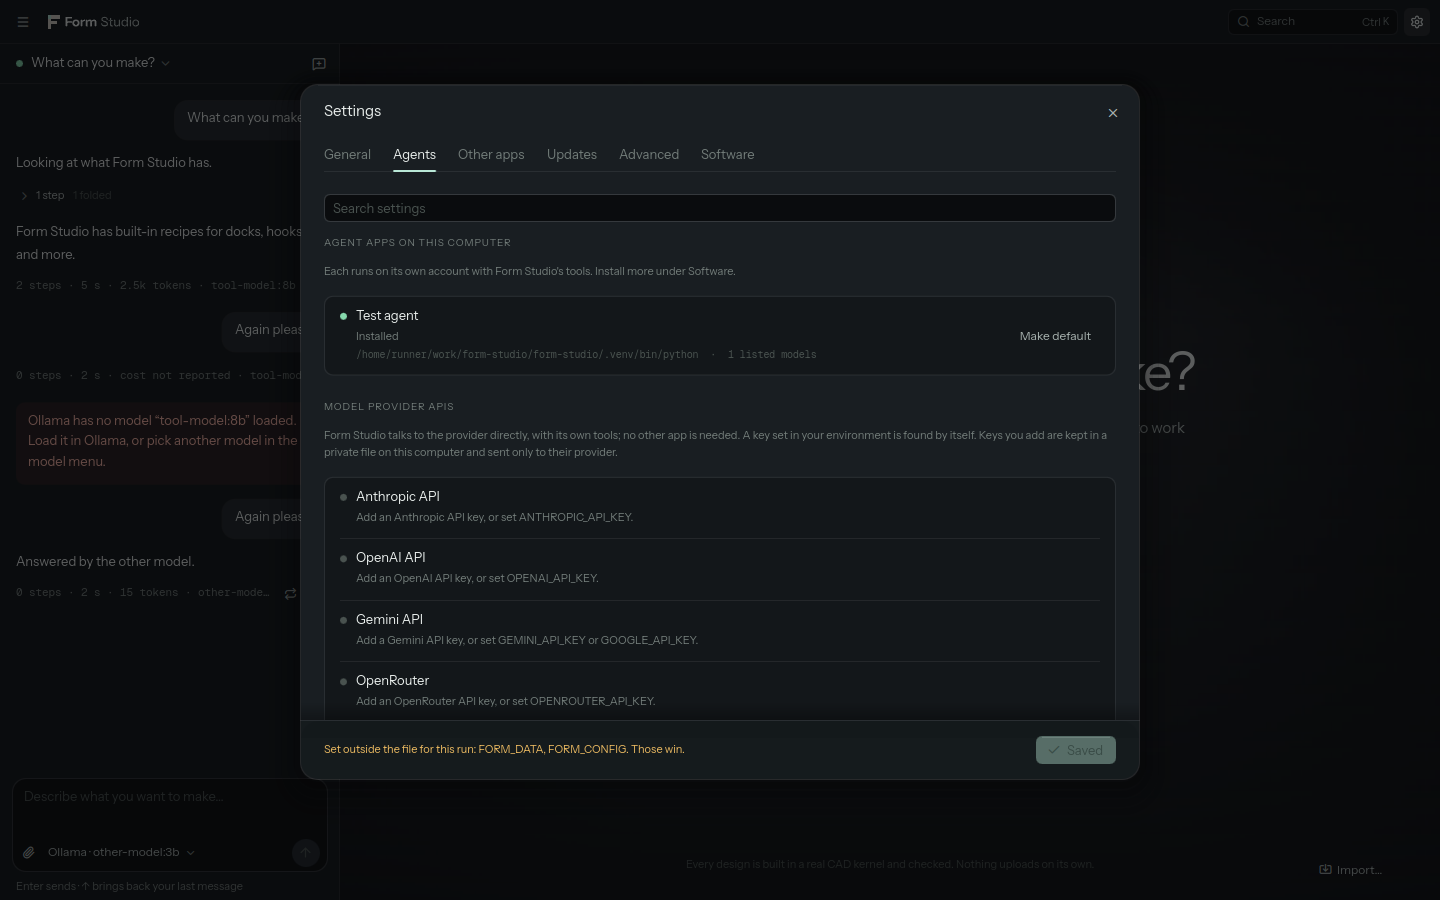 Form Studio
Search
Ctrl K
What can you make?
What can you make
Looking at what Form Studio has.
1 step 1 folded
Form Studio has built-in recipes for docks, hooks
and more.
2 steps · 5 s · 2.5k tokens · tool-model:8b
Again pleas
0 steps · 2 s · cost not reported · tool-mod
Ollama has no model “tool-model:8b” loaded.
Load it in Ollama, or pick another model in the
model menu.
Again pleas
Answered by the other model.
0 steps · 2 s · 15 tokens · other-mode…
Describe what you want to make…
Ollama · other-model:3b
Enter sends · ↑ brings back your last message
Settings
General
Agents
Other apps
Updates
Advanced
Software
Search settings
AGENT APPS ON THIS COMPUTER
Each runs on its own account with Form Studio's tools. Install more under Software.
Test agent
Installed
Make default
/home/runner/work/form-studio/form-studio/.venv/bin/python · 1 listed models
MODEL PROVIDER APIS
Form Studio talks to the provider directly, with its own tools; no other app is needed. A key set in your environment is found by itself. Keys you add are kept in a
private file on this computer and sent only to their provider.
Anthropic API
Add an Anthropic API key, or set ANTHROPIC_API_KEY.
OpenAI API
Add an OpenAI API key, or set OPENAI_API_KEY.
Gemini API
Add a Gemini API key, or set GEMINI_API_KEY or GOOGLE_API_KEY.
OpenRouter
Add an OpenRouter API key, or set OPENROUTER_API_KEY.
Set outside the file for this run: FORM_DATA, FORM_CONFIG. Those win.
Saved
ke?
o work
Every design is built in a real CAD kernel and checked. Nothing uploads on its own.
Import…